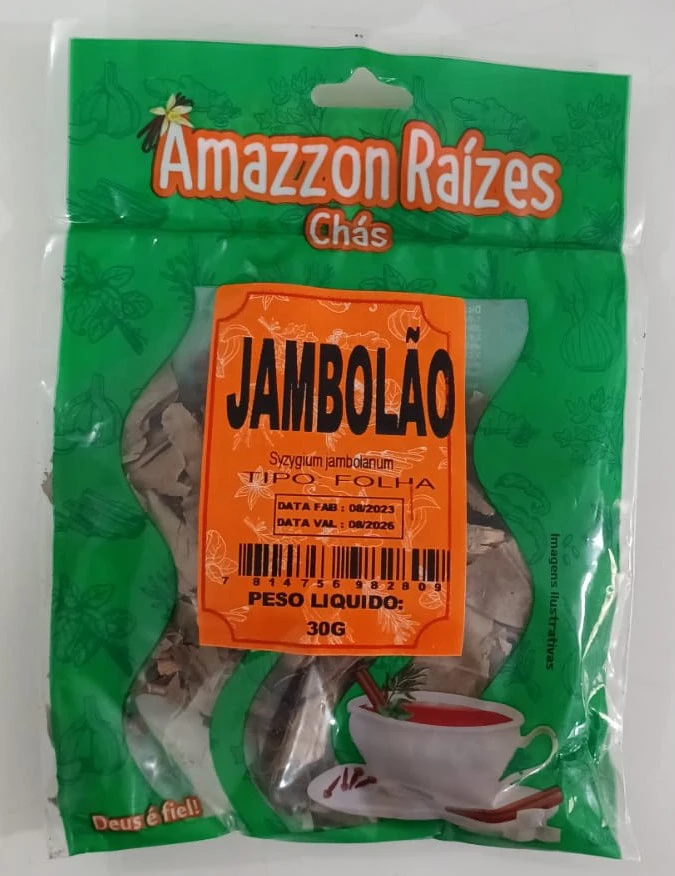 Amazzon Raízes
Chás
JAMBOLÃO
Syzygium jambolanum
TIPO FOLHA
DATA FAB : 08/2023
DATA VAL : 08/2026
7 814756 982809
PESO LIQUIDO:
30G
Imagens ilustrativas
Deus é fiel!